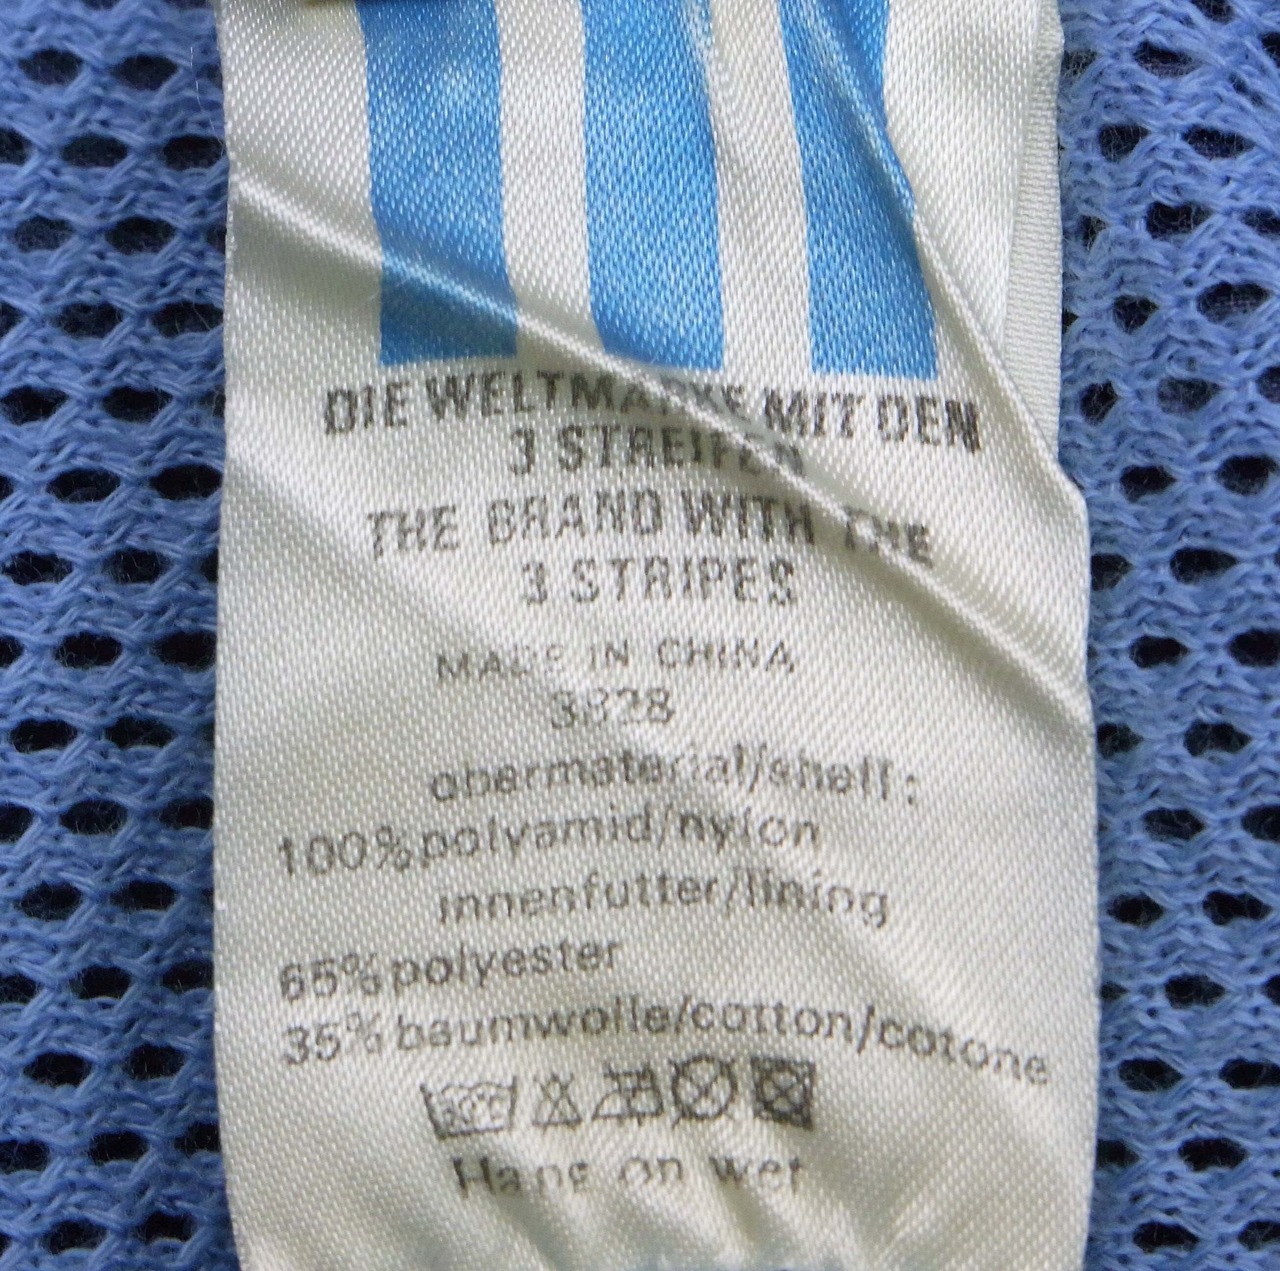 DIE WELTMARKE MIT DEN
3 STREIFEN
THE BRAND WITH THE
3 STRIPES
MADE IN CHINA
3828
obermaterial/shell:
100%polyamid/nylon
innenfutter/lining
65%polyester
35%baumwolle/cotton/cotone
30°C
Hang on wet